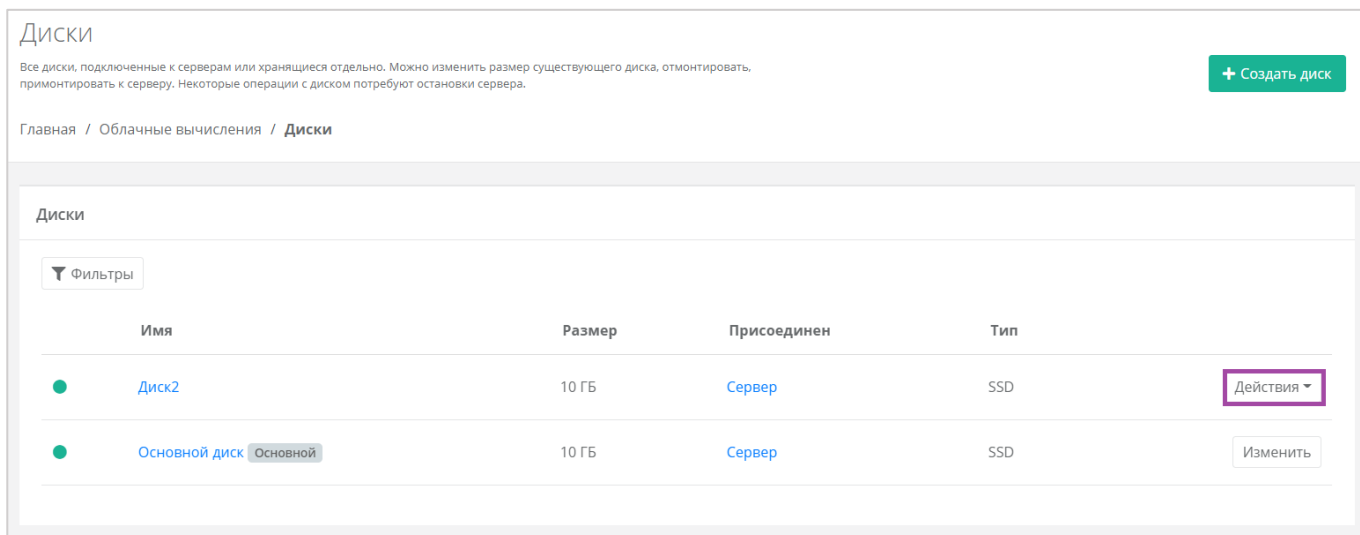 Диски
Все диски, подключенные к серверам или хранящиеся отдельно. Можно изменить размер существующего диска, отмонтировать,
примонтировать к серверу. Некоторые операции с диском потребуют остановки сервера.
+ Создать диск
Главная / Облачные вычисления / Диски
Диски
Фильтры
Имя Размер Присоединен Тип
Диск2 10 ГБ Сервер SSD Действия
Основной диск Основной 10 ГБ Сервер SSD Изменить